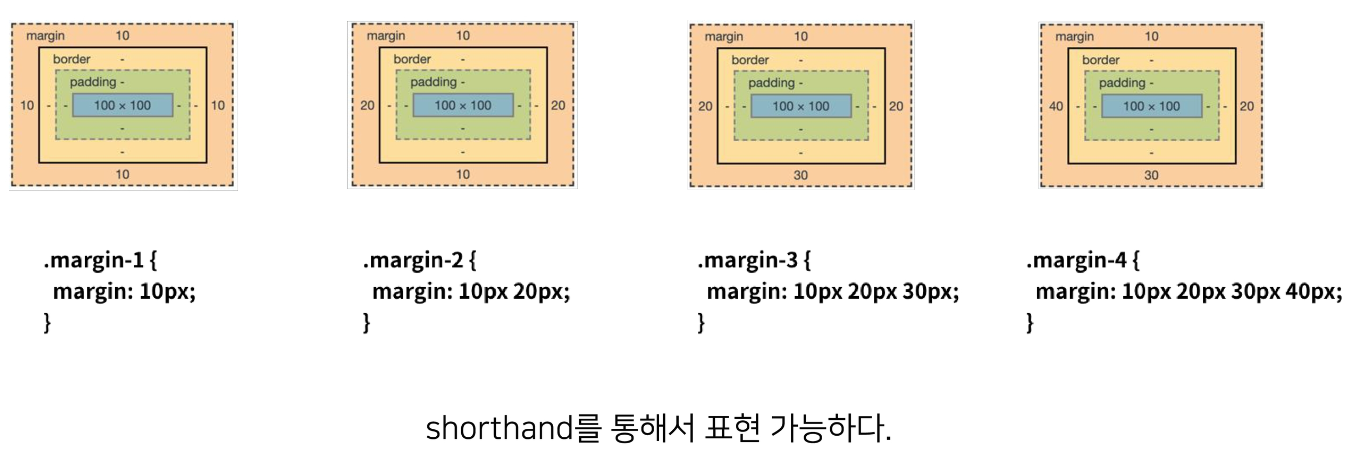 margin 10
border -
padding -
10 - - 100 × 100 - - 10
-
-
10
margin 10
border -
padding -
20 - - 100 × 100 - - 20
-
-
10
margin 10
border -
padding -
20 - - 100 × 100 - - 20
-
-
30
margin 10
border -
padding -
40 - - 100 × 100 - - 20
-
-
30
.margin-1 {
margin: 10px;
}
.margin-2 {
margin: 10px 20px;
}
.margin-3 {
margin: 10px 20px 30px;
}
.margin-4 {
margin: 10px 20px 30px 40px;
}
shorthand를 통해서 표현 가능하다.